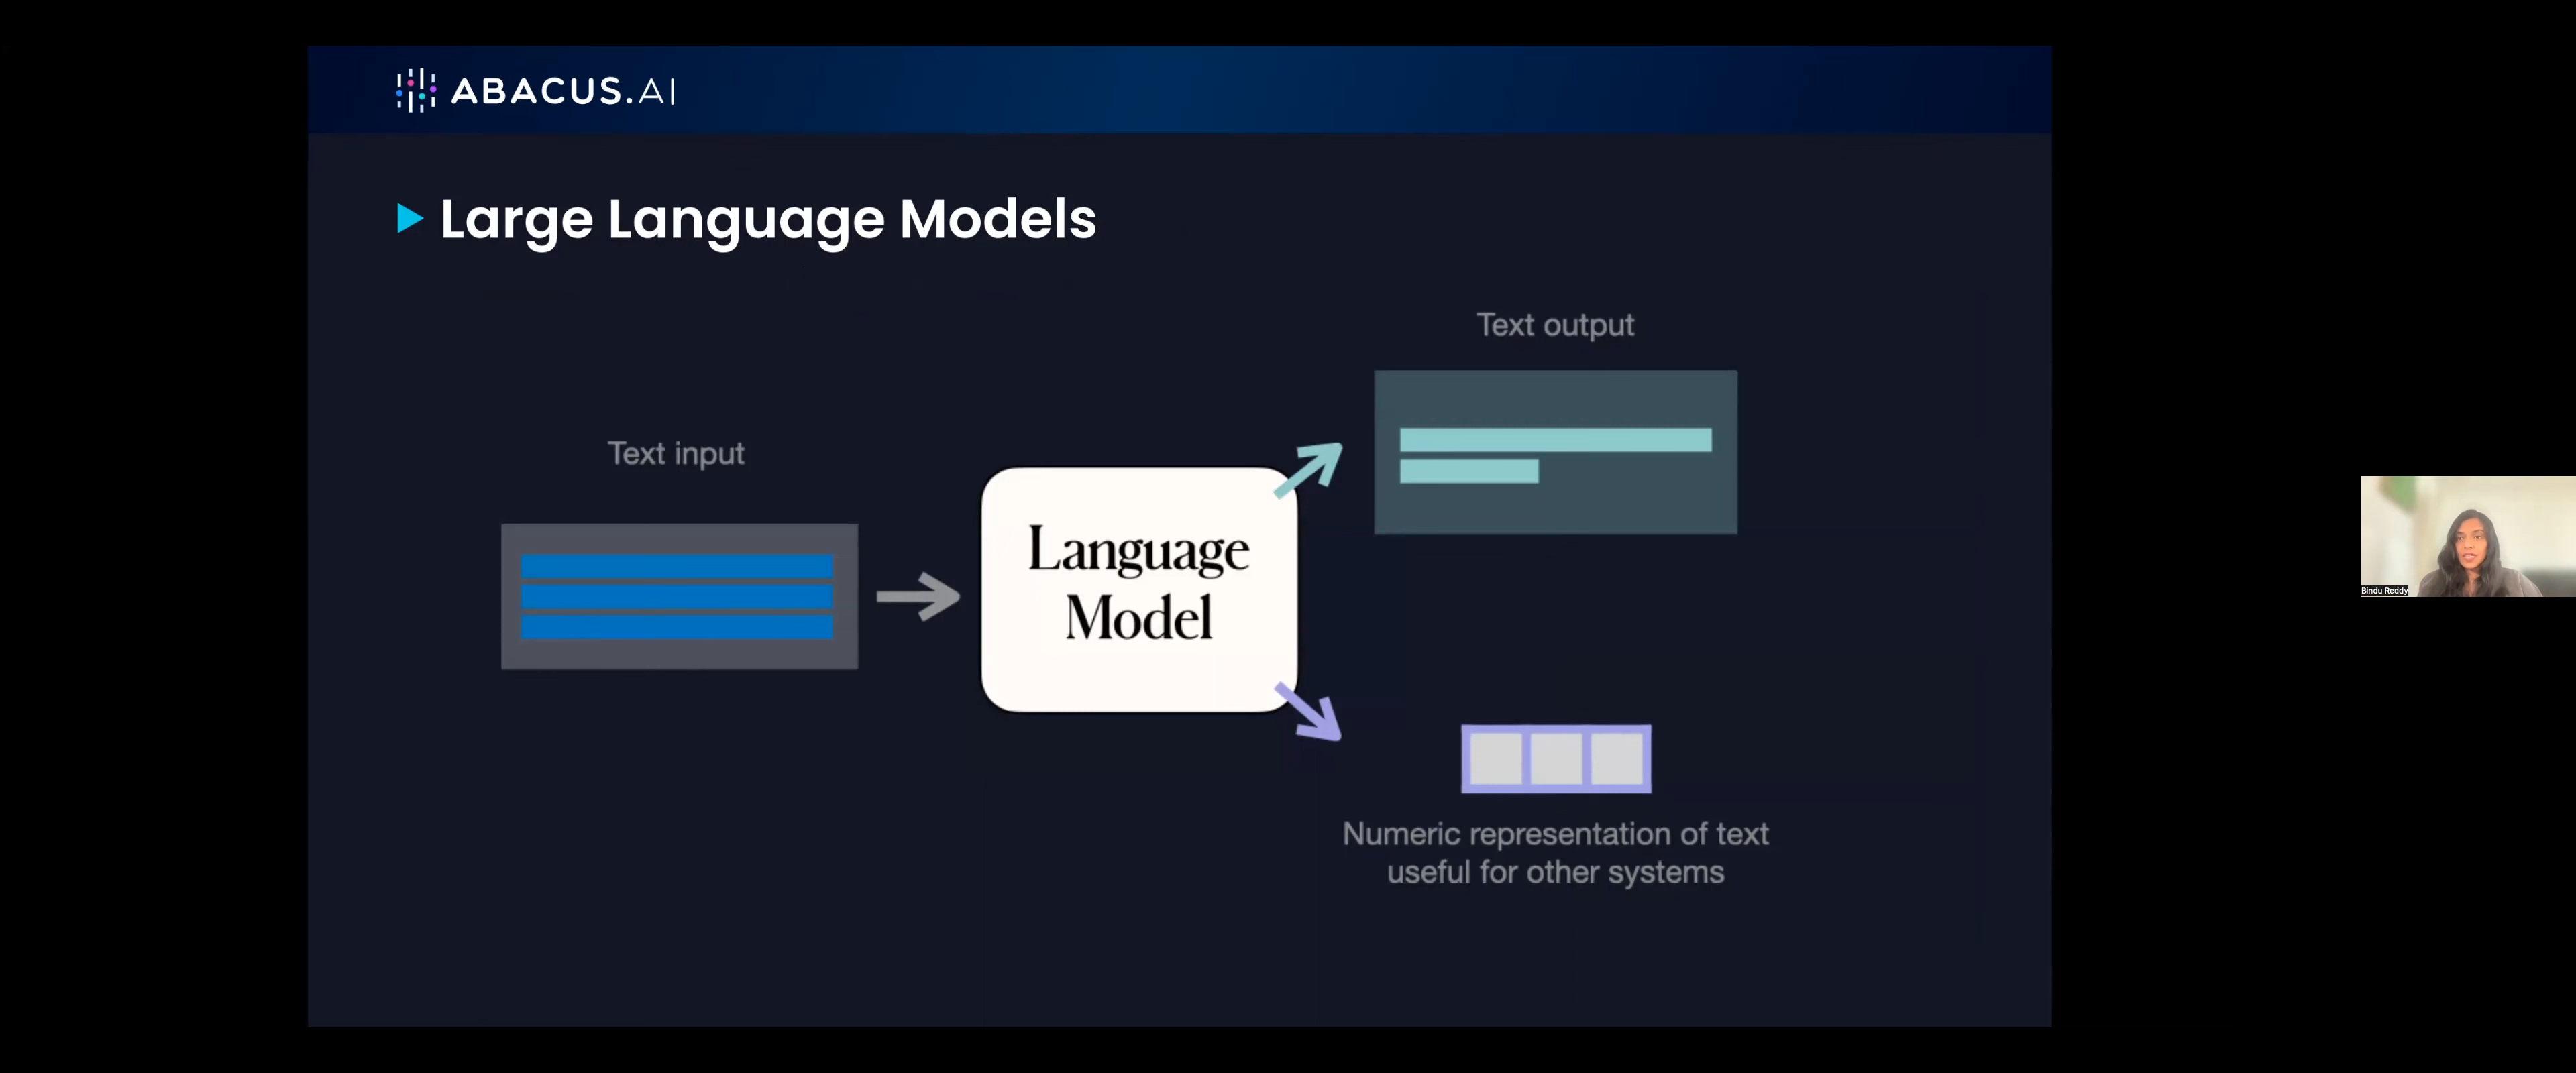 ABACUS.AI
Large Language Models
Text output
Text input
Language
Model
Numeric representation of text
useful for other systems
Bindu Reddy